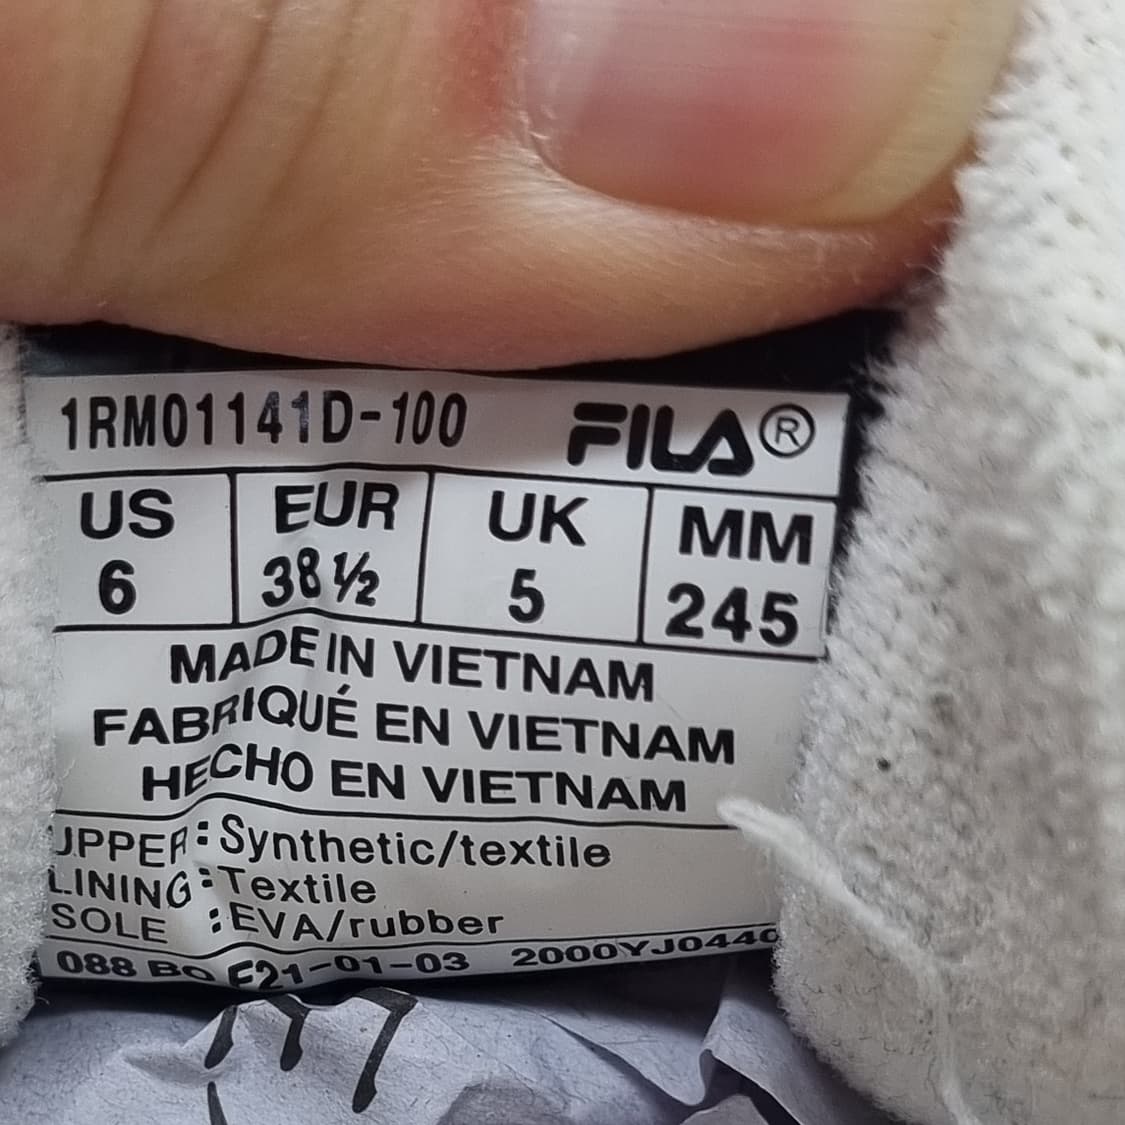 1RM01141D-100 FILA®
US EUR UK MM
6 38 ½ 5 245
MADE IN VIETNAM
FABRIQUÉ EN VIETNAM
HECHO EN VIETNAM
UPPER : Synthetic/textile
LINING : Textile
SOLE : EVA/rubber
088 BO F21-01-03 2000YJ0440